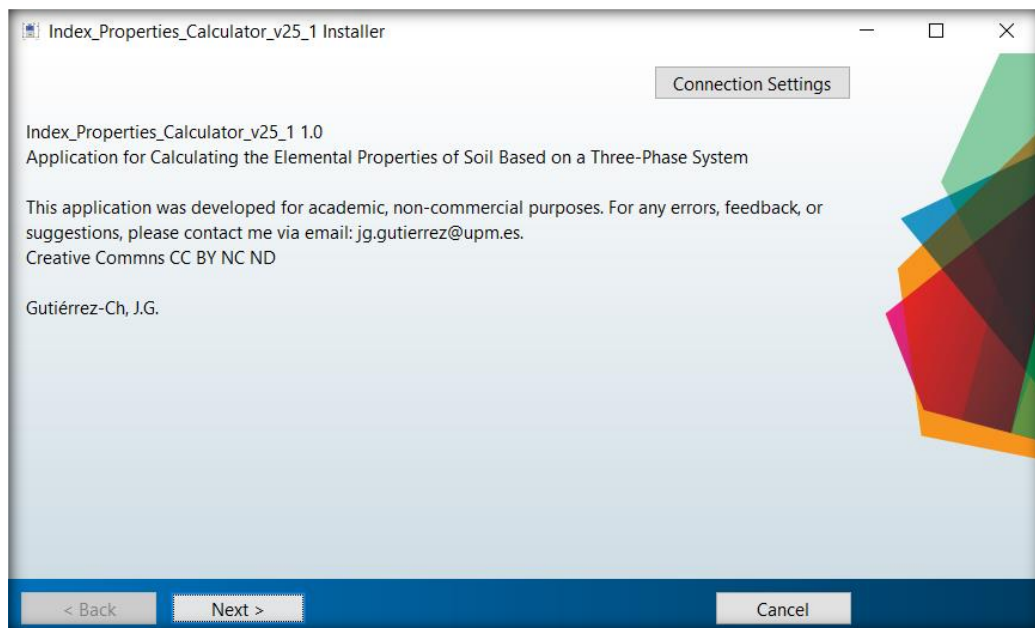 Index_Properties_Calculator_v25_1 Installer
Connection Settings
Index_Properties_Calculator_v25_1 1.0
Application for Calculating the Elemental Properties of Soil Based on a Three-Phase System
This application was developed for academic, non-commercial purposes. For any errors, feedback, or
suggestions, please contact me via email: jg.gutierrez@upm.es.
Creative Commns CC BY NC ND
Gutiérrez-Ch, J.G.
< Back
Next >
Cancel